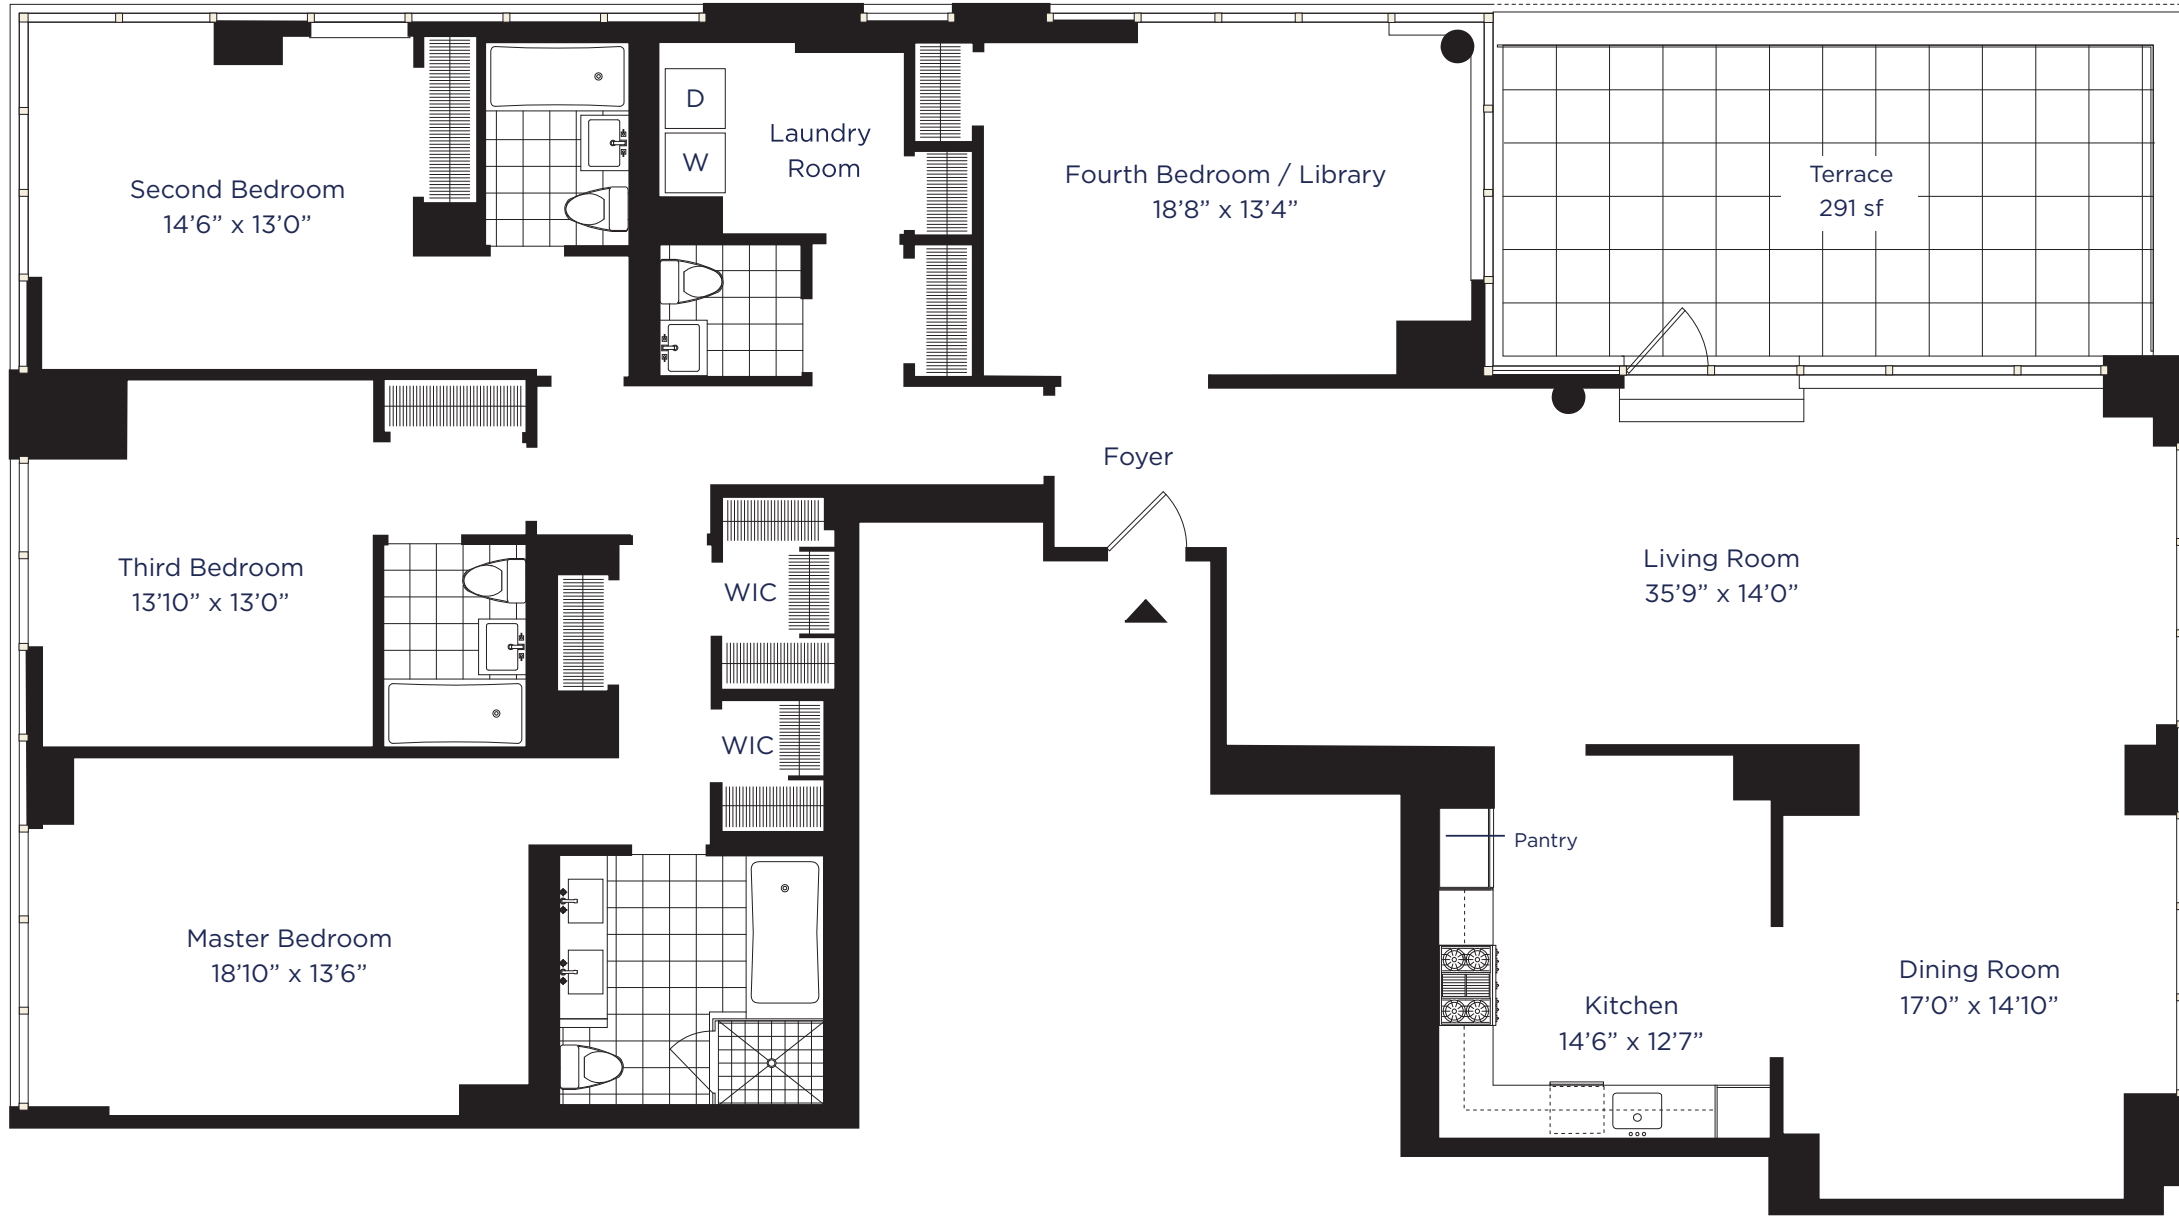 D
W
Laundry
Room
Second Bedroom
14’6” x 13’0”
Fourth Bedroom / Library
18’8” x 13’4”
Terrace
291 sf
Foyer
Third Bedroom
13’10” x 13’0”
WIC
Living Room
35’9” x 14’0”
WIC
Pantry
Master Bedroom
18’10” x 13’6”
Kitchen
14’6” x 12’7”
Dining Room
17’0” x 14’10”